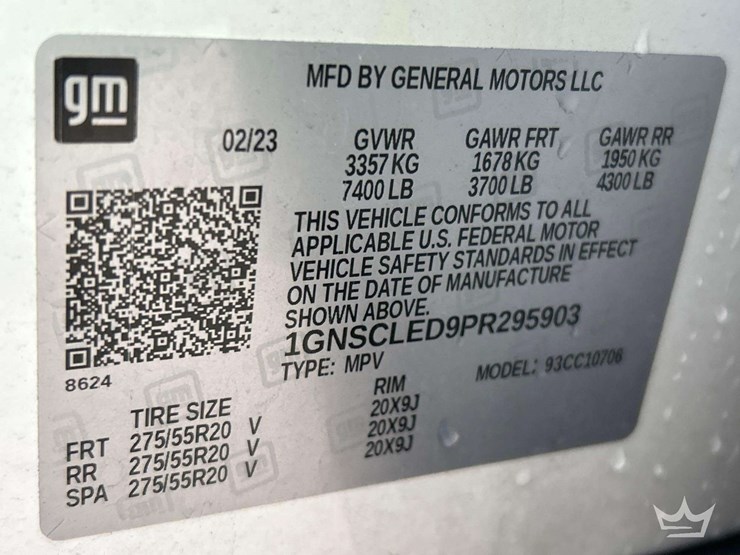 gm
MFD BY GENERAL MOTORS LLC
02/23 GVWR GAWR FRT GAWR RR
3357 KG 1678 KG 1950 KG
7400 LB 3700 LB 4300 LB
THIS VEHICLE CONFORMS TO ALL
APPLICABLE U.S. FEDERAL MOTOR
VEHICLE SAFETY STANDARDS IN EFFECT
ON THE DATE OF MANUFACTURE
SHOWN ABOVE.
1GNSCLED9PR295903
TYPE: MPV MODEL: 93CC10706
8624
TIRE SIZE RIM
FRT 275/55R20 V 20X9J
RR 275/55R20 V 20X9J
SPA 275/55R20 V 20X9J